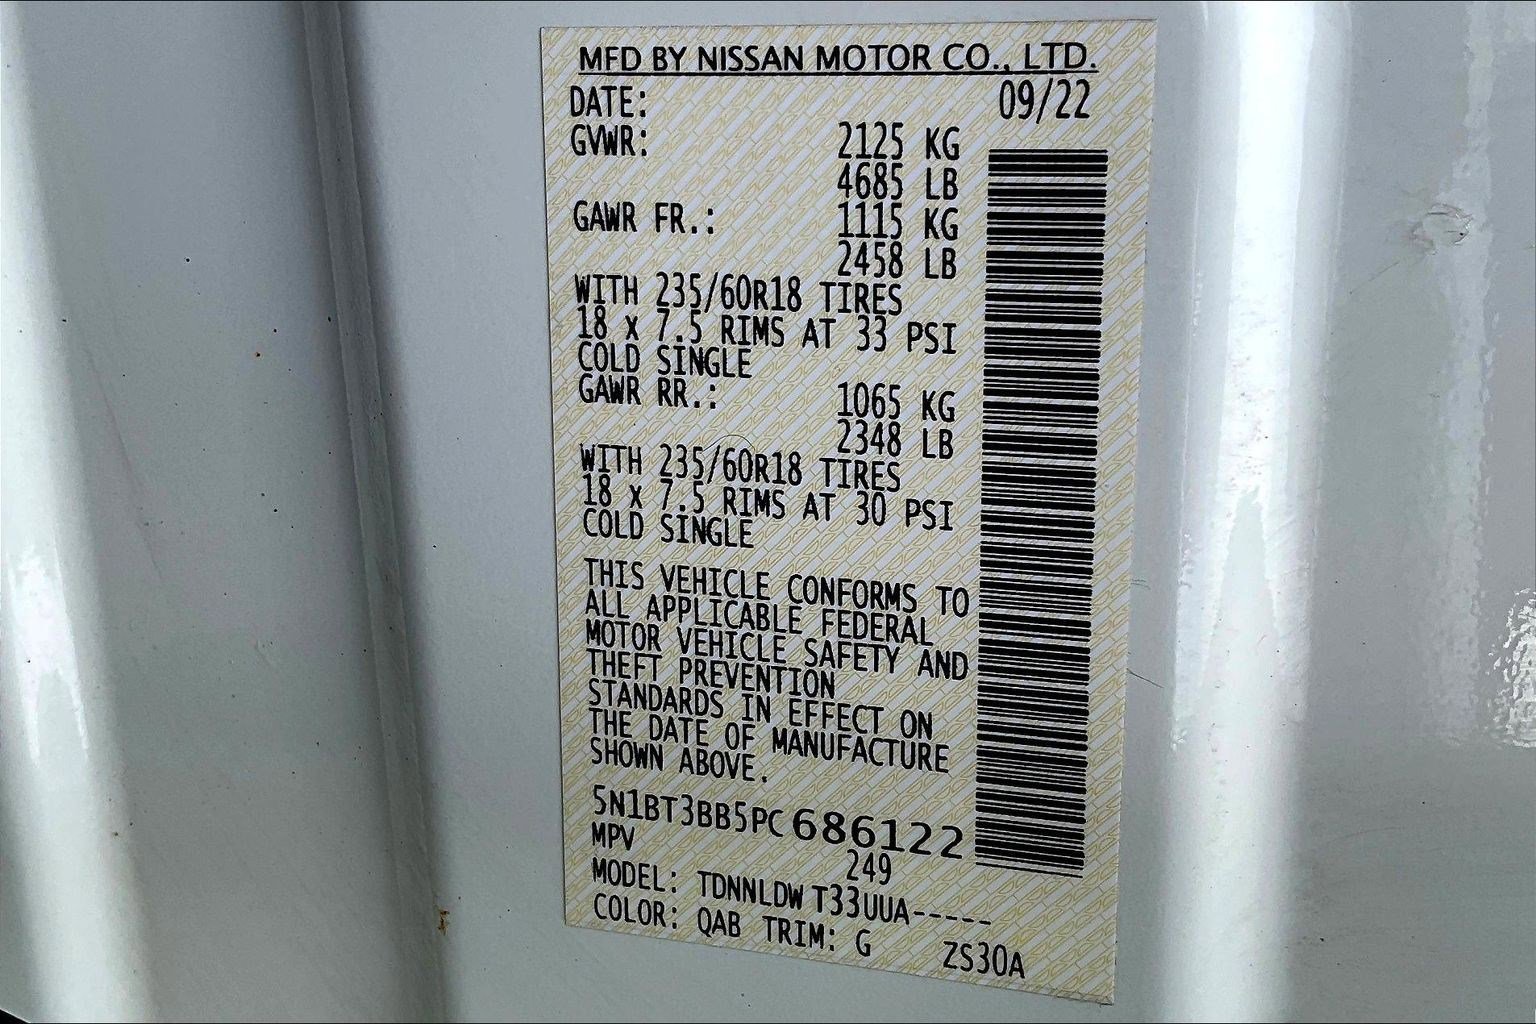 MFD BY NISSAN MOTOR CO., LTD.
DATE: 09/22
GVWR: 2125 KG
4685 LB
GAWR FR.: 1115 KG
2458 LB
WITH 235/60R18 TIRES
18 x 7.5 RIMS AT 33 PSI
COLD SINGLE
GAWR RR.: 1065 KG
2348 LB
WITH 235/60R18 TIRES
18 x 7.5 RIMS AT 30 PSI
COLD SINGLE
THIS VEHICLE CONFORMS TO
ALL APPLICABLE FEDERAL
MOTOR VEHICLE SAFETY AND
THEFT PREVENTION
STANDARDS IN EFFECT ON
THE DATE OF MANUFACTURE
SHOWN ABOVE.
5N1BT3BB5PC686122
MPV 249
MODEL: TDNNLDWT33UUA-----
COLOR: QAB TRIM: G ZS30A